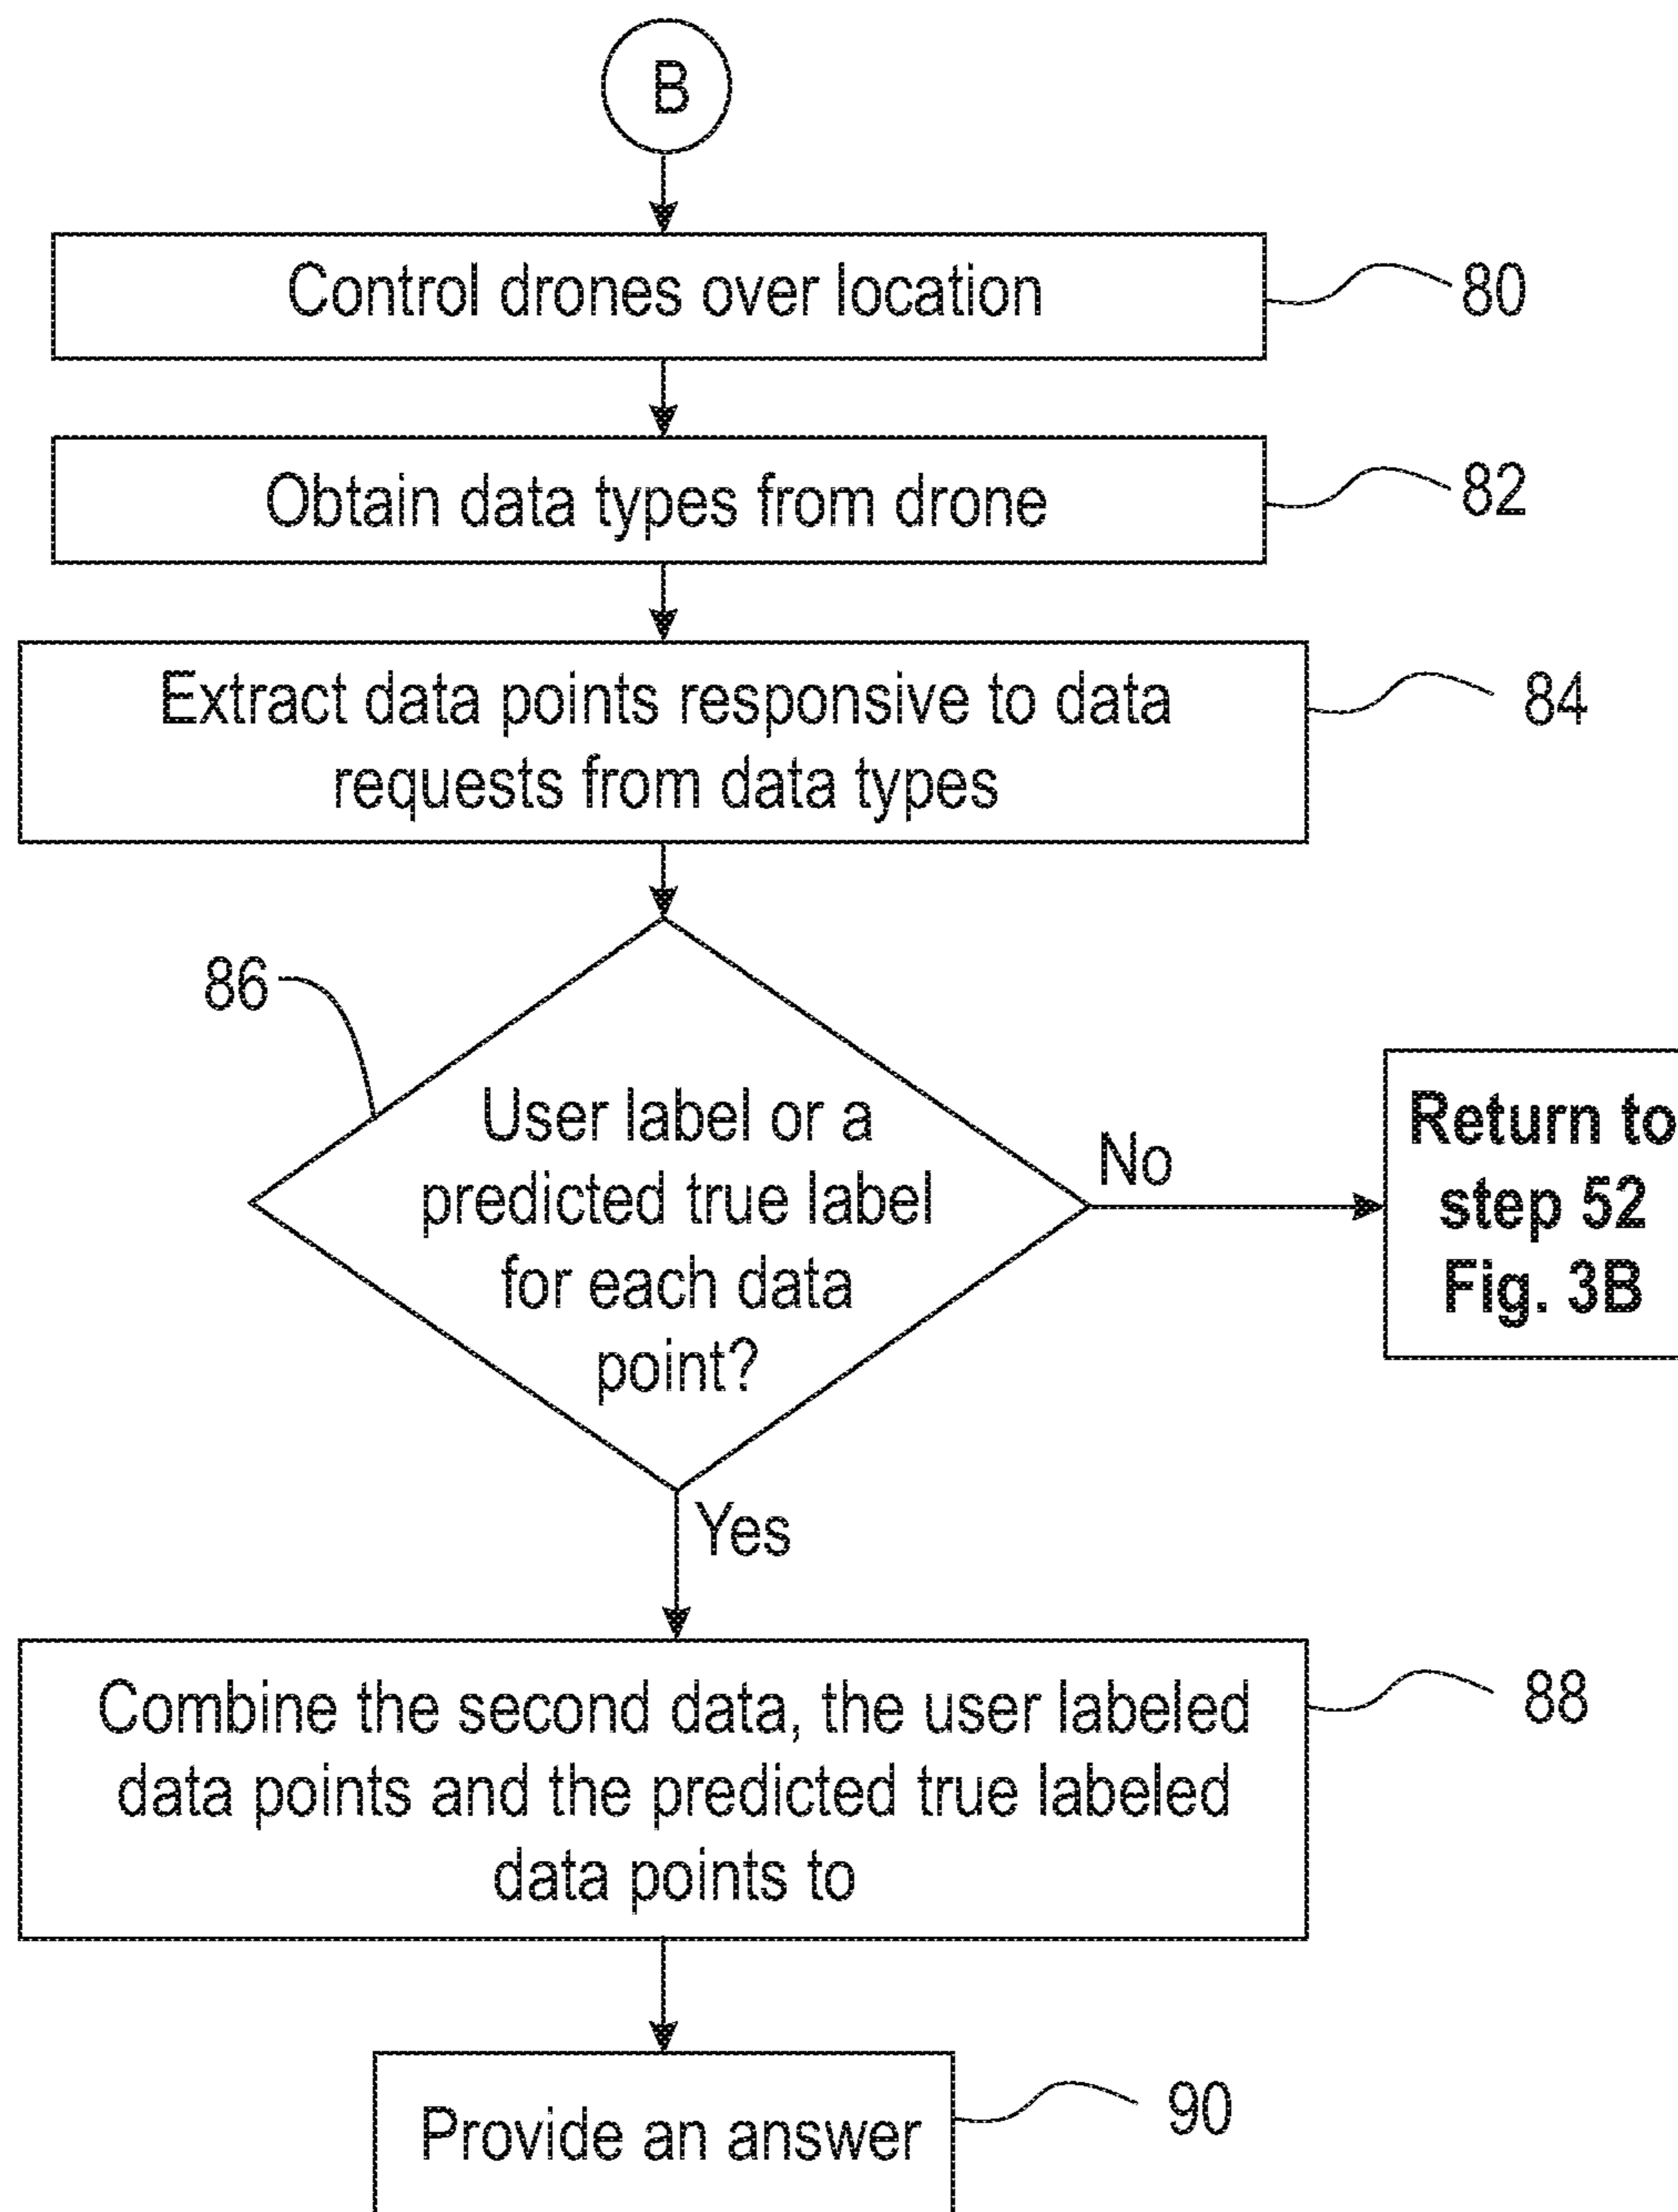 B
Control drones over location
80
Obtain data types from drone
82
Extract data points responsive to data
requests from data types
84
86
User label or a
predicted true label
for each data
point?
No
Return to
step 52
Fig. 3B
Yes
Combine the second data, the user labeled
data points and the predicted true labeled
data points to
88
Provide an answer
90